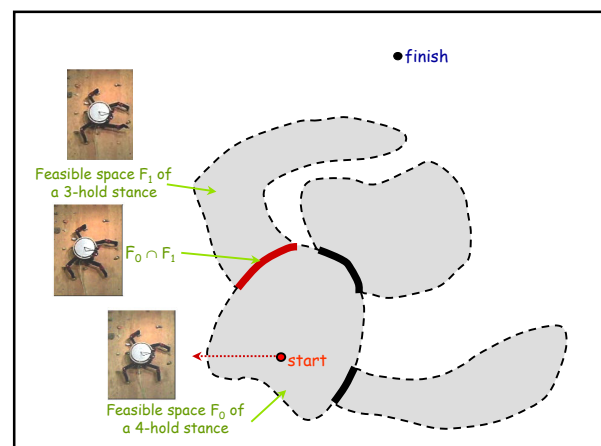 finish
Feasible space F₁ of
a 3-hold stance
F₀ ∩ F₁
start
Feasible space F₀ of
a 4-hold stance